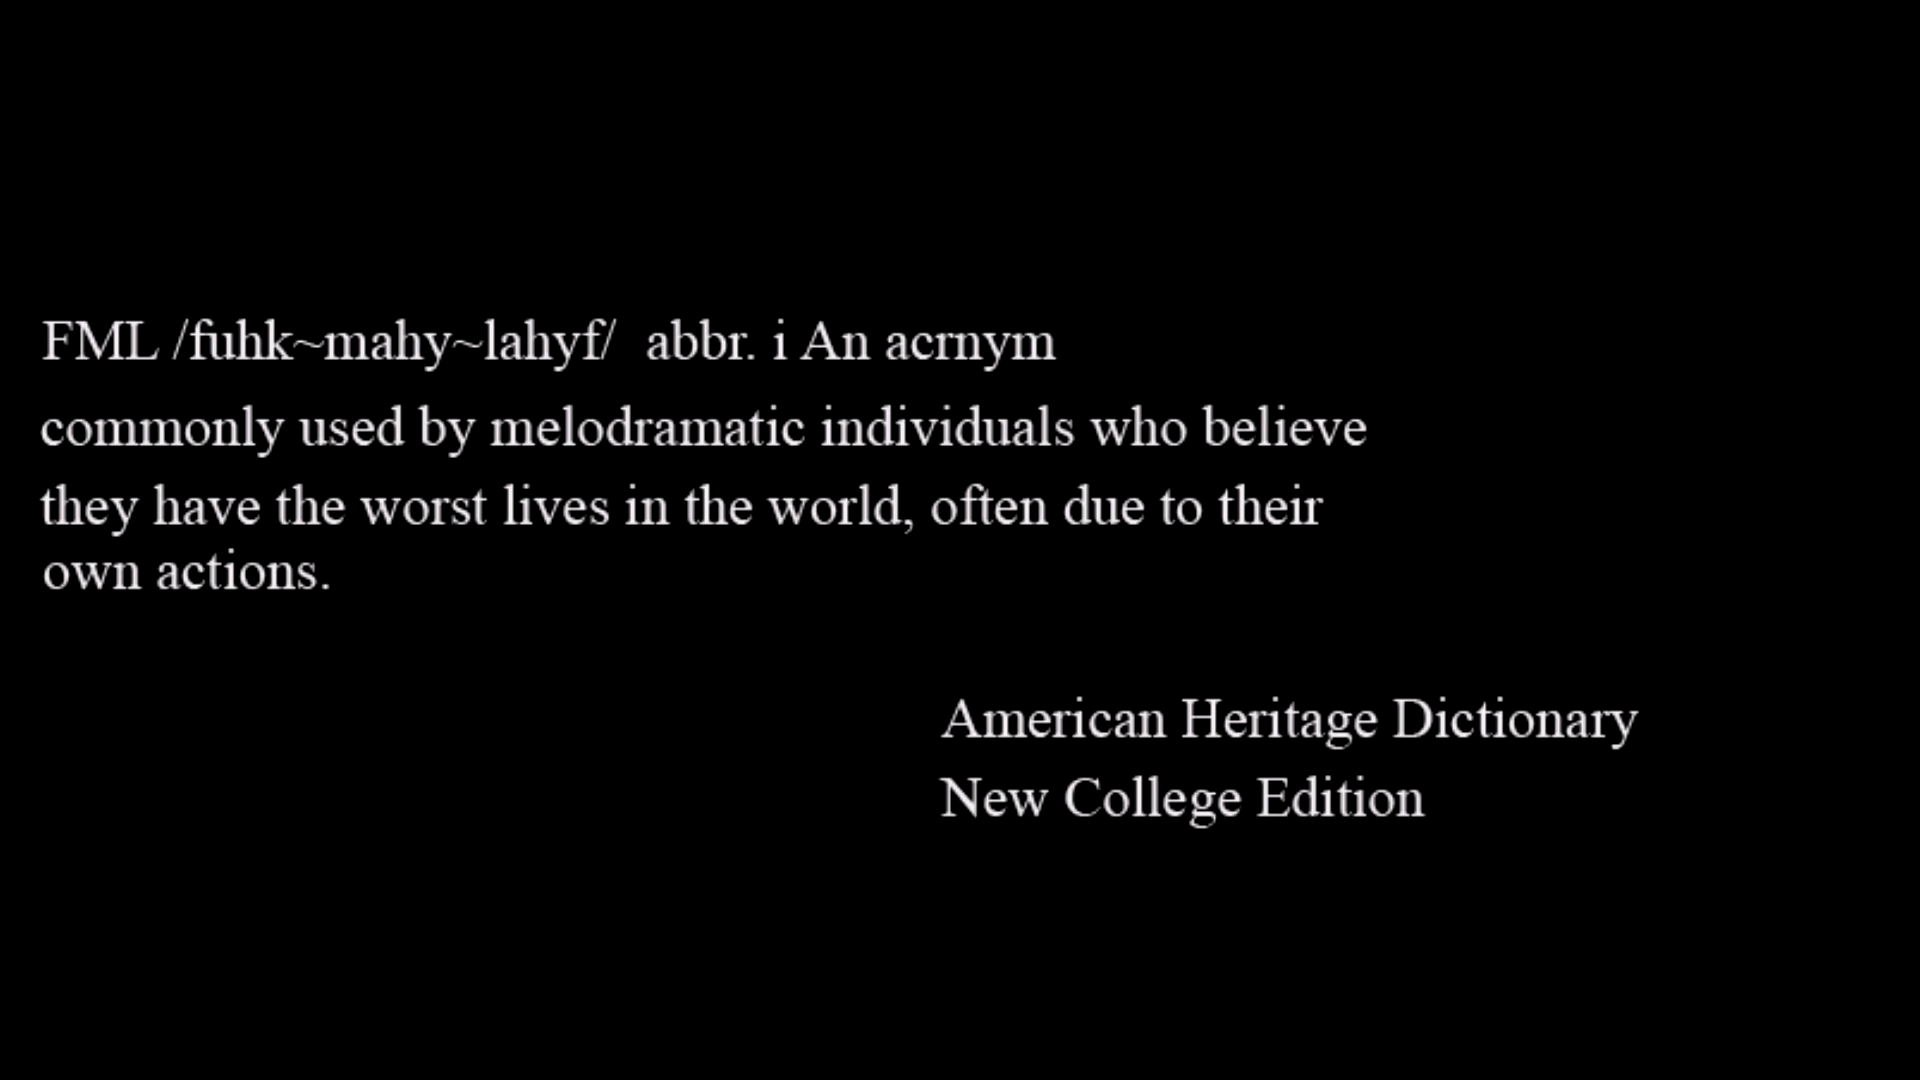 FML /fuhk~mahy~lahyf/ abbr. i An acrnym
commonly used by melodramatic individuals who believe
they have the worst lives in the world, often due to their
own actions.
American Heritage Dictionary
New College Edition